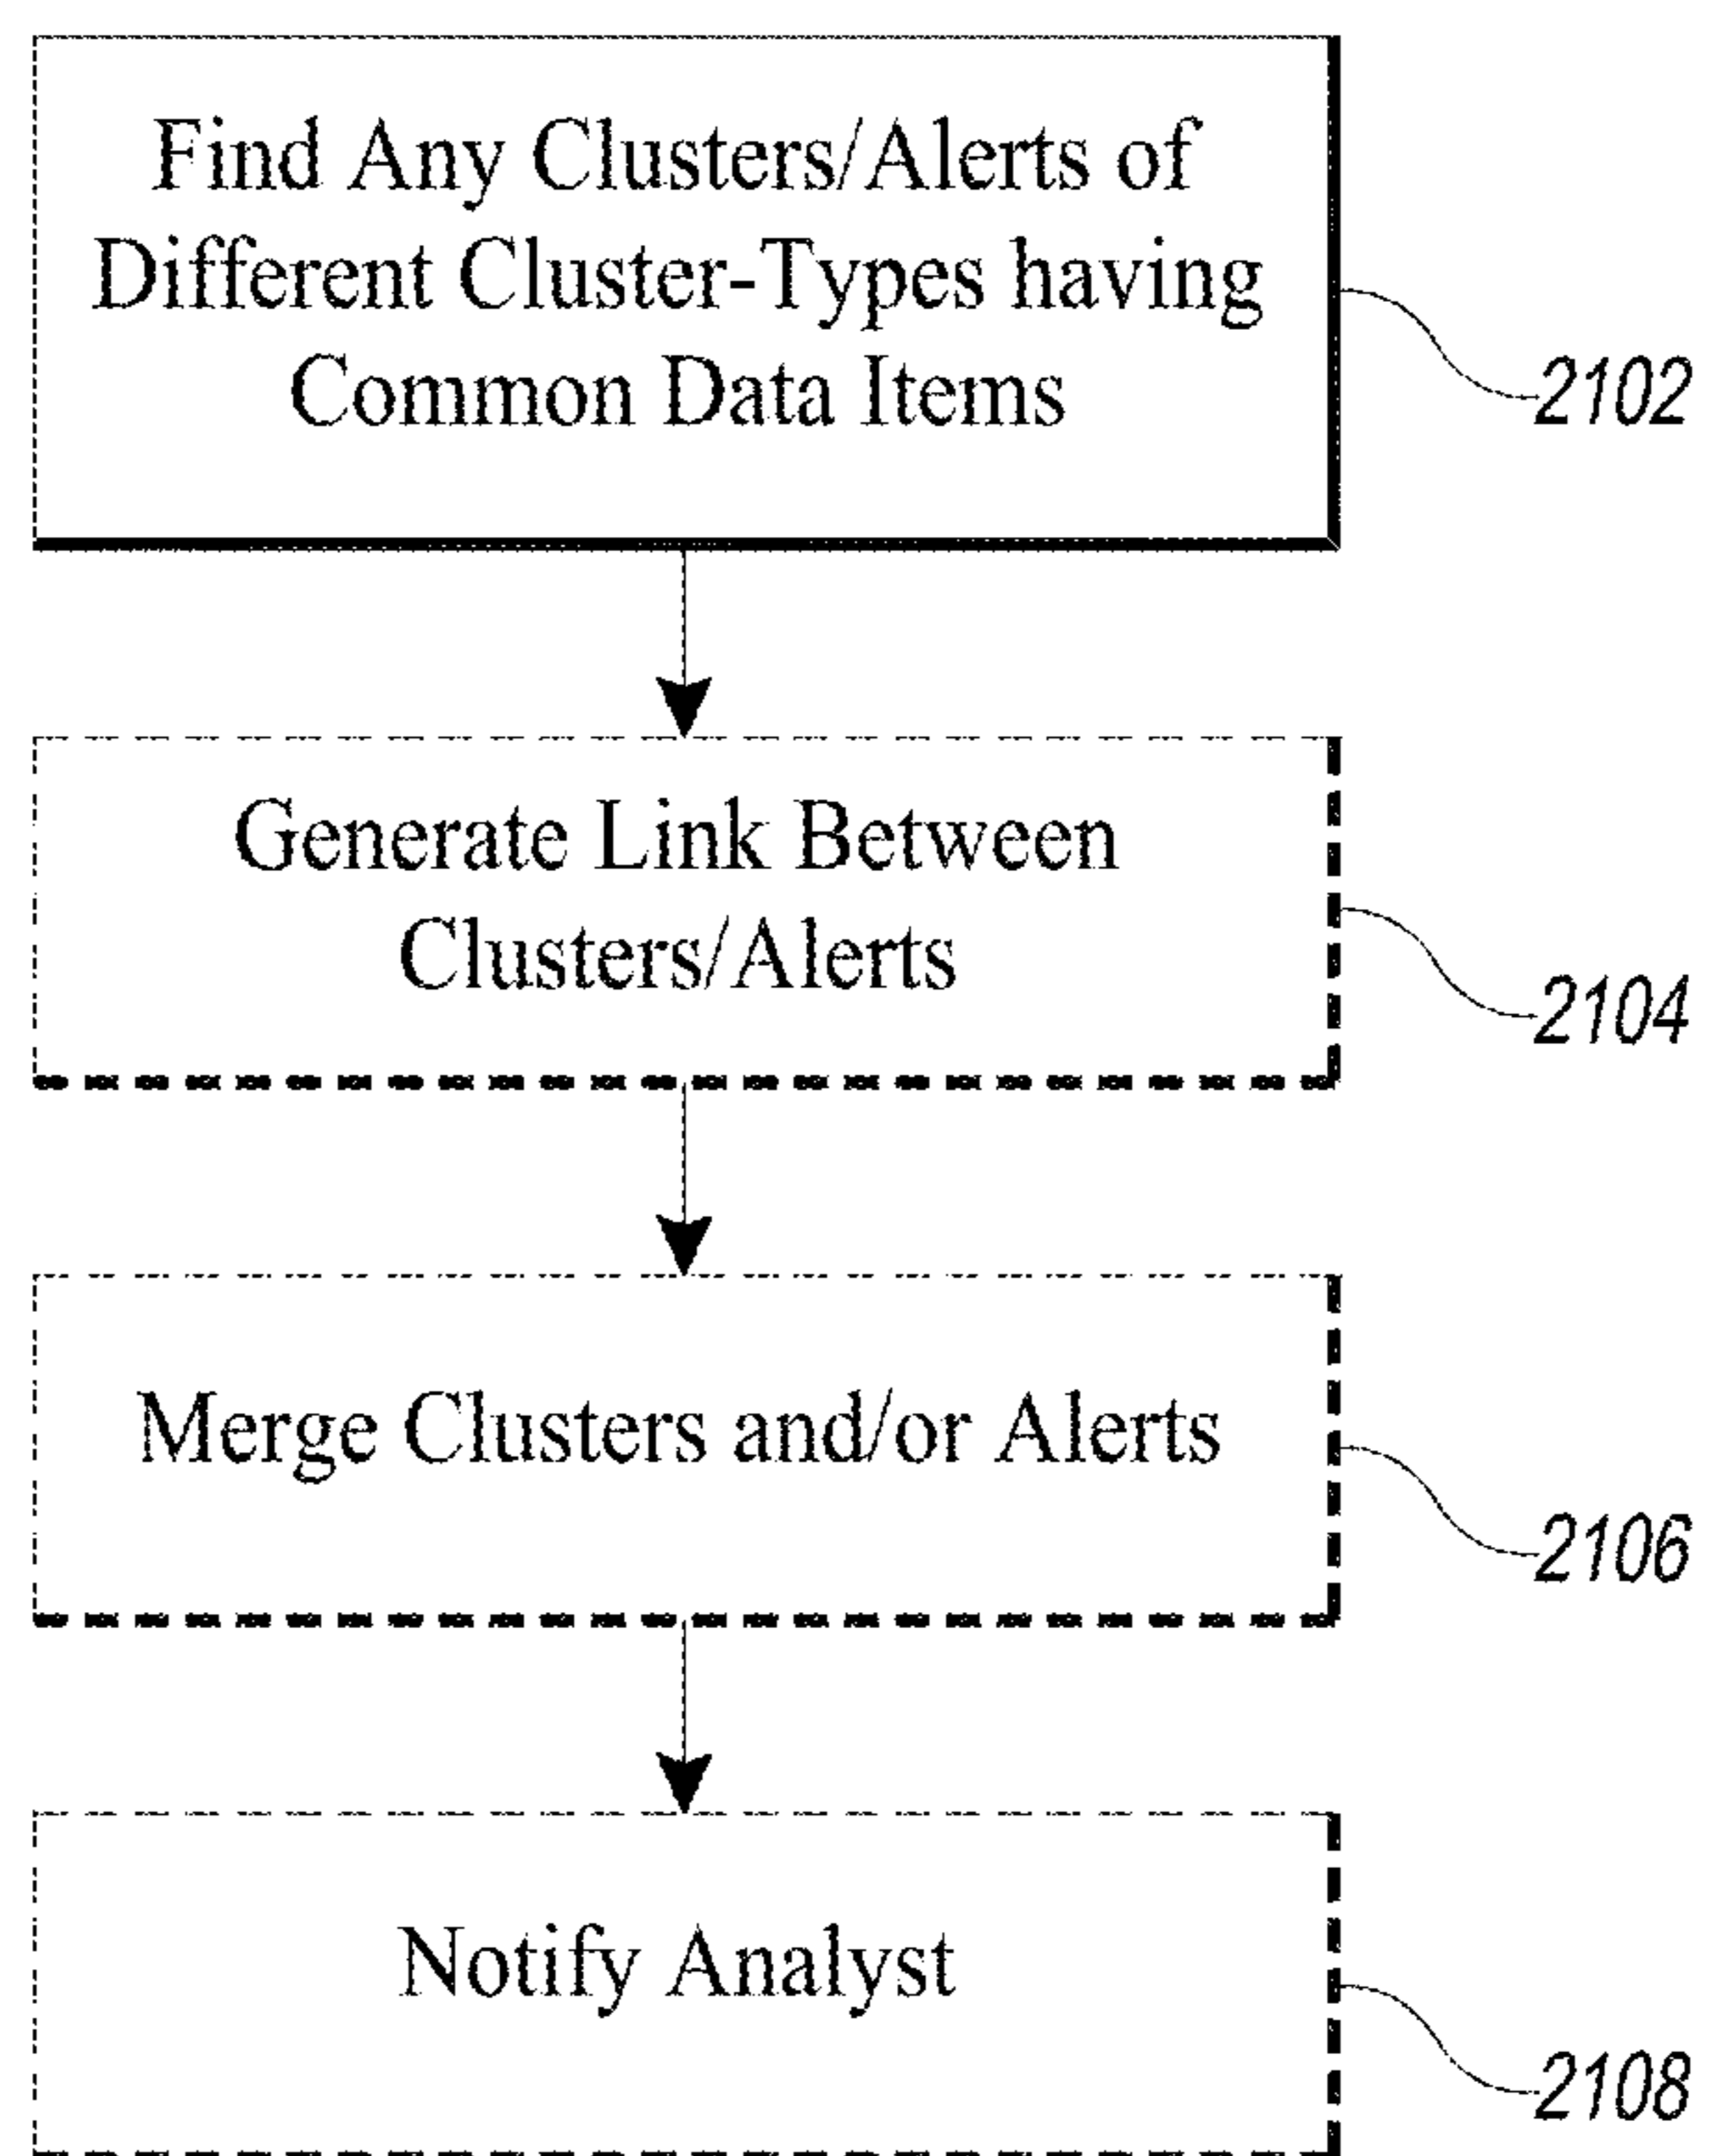 Find Any Clusters/Alerts of
Different Cluster-Types having
Common Data Items
2102
Generate Link Between
Clusters/Alerts
2104
Merge Clusters and/or Alerts
2106
Notify Analyst
2108